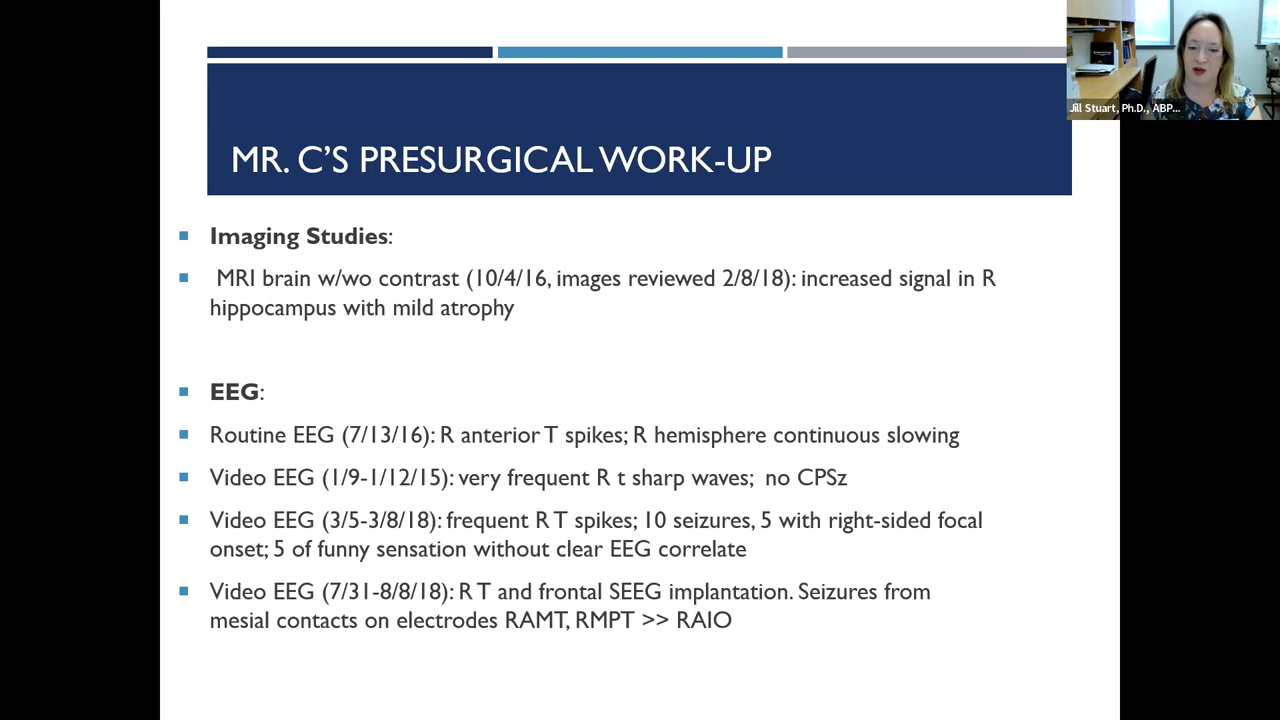 MR. C'S PRESURGICAL WORK-UP
Jill Stuart, Ph.D., ABP...
Imaging Studies:
MRI brain w/wo contrast (10/4/16, images reviewed 2/8/18): increased signal in R
hippocampus with mild atrophy
EEG:
Routine EEG (7/13/16): R anterior T spikes; R hemisphere continuous slowing
Video EEG (1/9-1/12/15): very frequent R t sharp waves; no CPSz
Video EEG (3/5-3/8/18): frequent R T spikes; 10 seizures, 5 with right-sided focal
onset; 5 of funny sensation without clear EEG correlate
Video EEG (7/31-8/8/18): R T and frontal SEEG implantation. Seizures from
mesial contacts on electrodes RAMT, RMPT >> RAIO